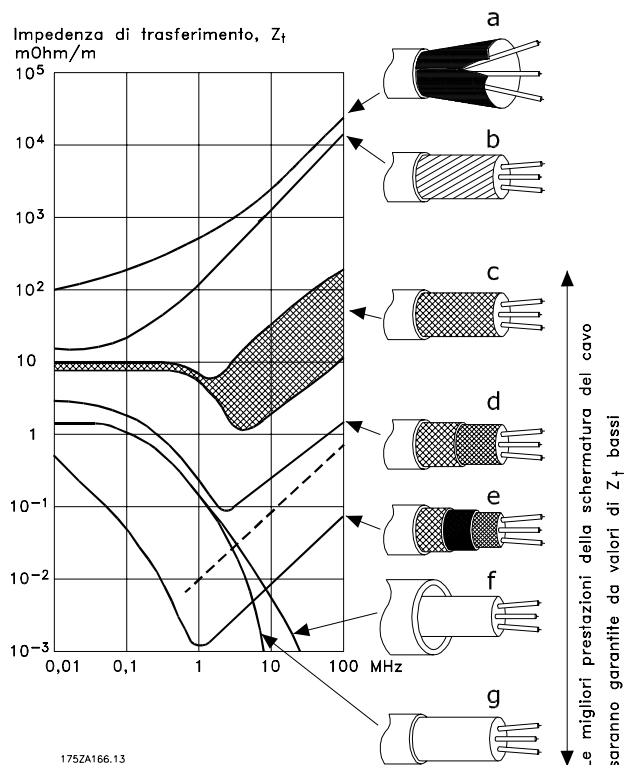 Impedenza di trasferimento, Zt
mOhm/m
a
b
c
d
e
f
g
10^5
10^4
10^3
10^2
10
1
10^-1
10^-2
10^-3
0,01 0,1 1 10 100 MHz
175ZA166.13
Le migliori prestazioni della schermatura del cavo
saranno garantite da valori di Zt bassi